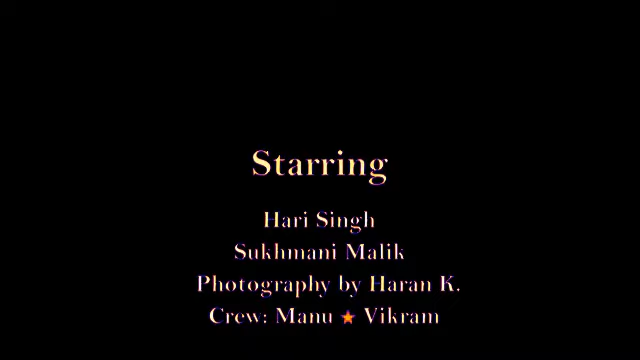 Starring
Hari Singh
Sukhmani Malik
Photography by Haran K.
Crew: Manu ★ Vikram